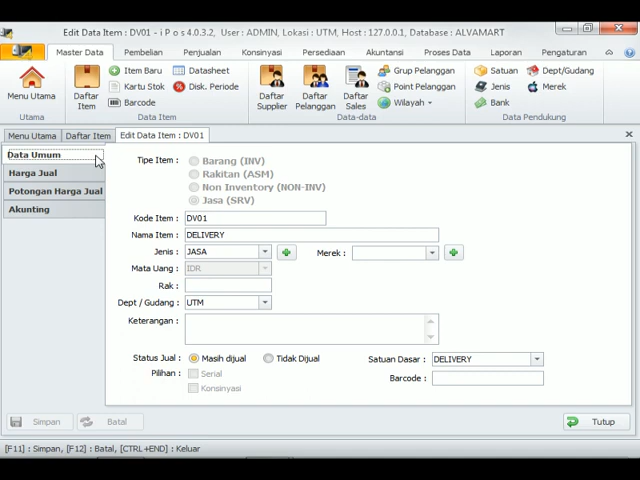 Edit Data Item : DV01 - i P o s 4.0.3.2, User : ADMIN, Lokasi : UTM, Host : 127.0.0.1, Database : ALVAMART
Master Data Pembelian Penjualan Konsinyasi Persediaan Akuntansi Proses Data Laporan Pengaturan
Menu Utama
Utama
Daftar Item
Item Baru
Kartu Stok
Barcode
Datasheet
Disk. Periode
Item
Daftar Supplier
Daftar Pelanggan
Daftar Sales
Grup Pelanggan
Point Pelanggan
Wilayah
Data-data
Satuan
Jenis
Bank
Dept/Gudang
Merek
Data Pendukung
Menu Utama Daftar Item Edit Data Item : DV01
Data Umum
Harga Jual
Potongan Harga Jual
Akunting
Tipe Item : Barang (INV)
Rakitan (ASM)
Non Inventory (NON-INV)
Jasa (SRV)
Kode Item : DV01
Nama Item : DELIVERY
Jenis : JASA Merek :
Mata Uang : IDR
Rak :
Dept / Gudang : UTM
Keterangan :
Status Jual : Masih dijual Tidak Dijual Satuan Dasar : DELIVERY
Pilihan : Serial Barcode :
Konsinyasi
Simpan Batal Tutup
[F11] : Simpan, [F12] : Batal, [CTRL+END] : Keluar